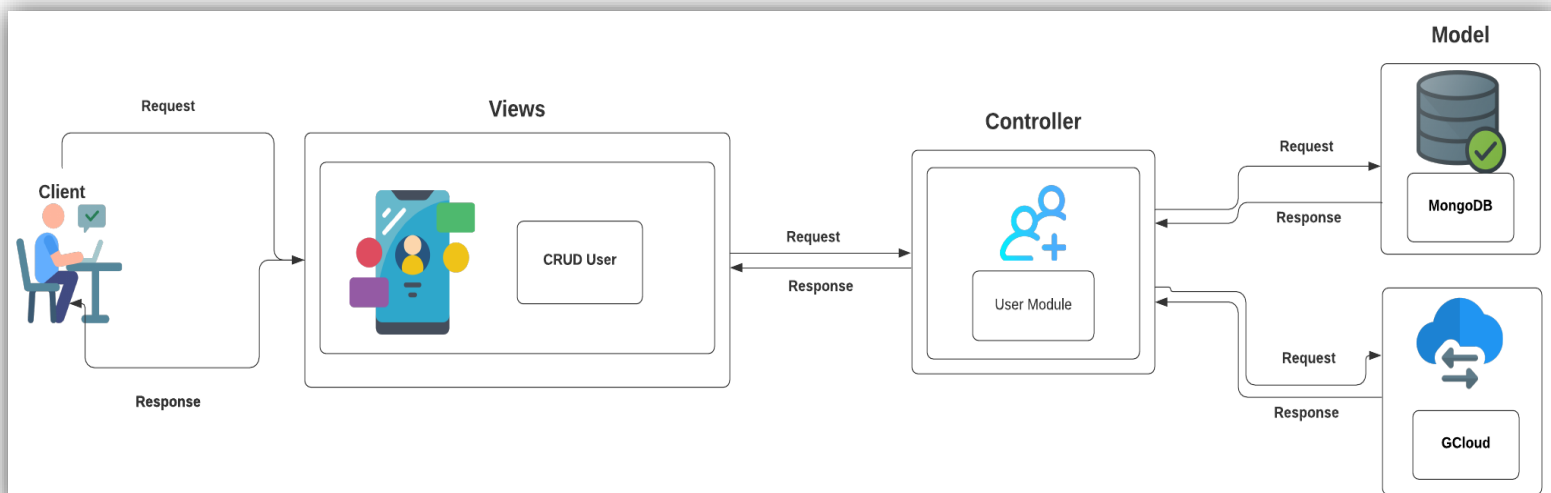 Model
Request
Views
Controller
Request
Client
MongoDB
Response
Request
CRUD User
Response
User Module
Request
Response
Response
GCloud